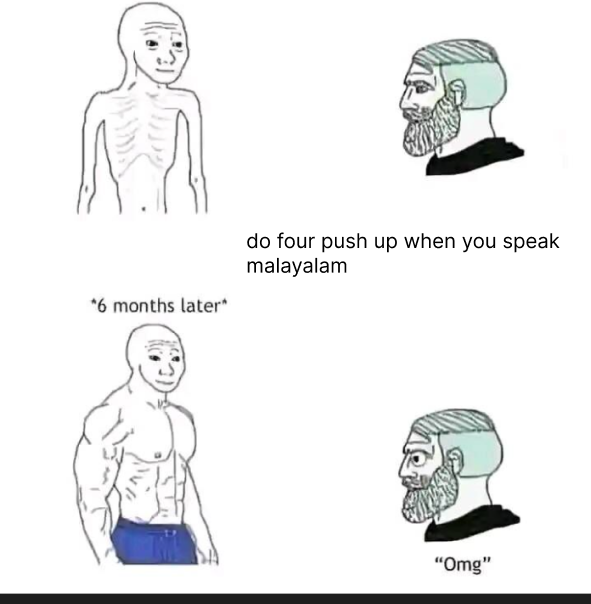 do four push up when you speak
malayalam
*6 months later*
“Omg”